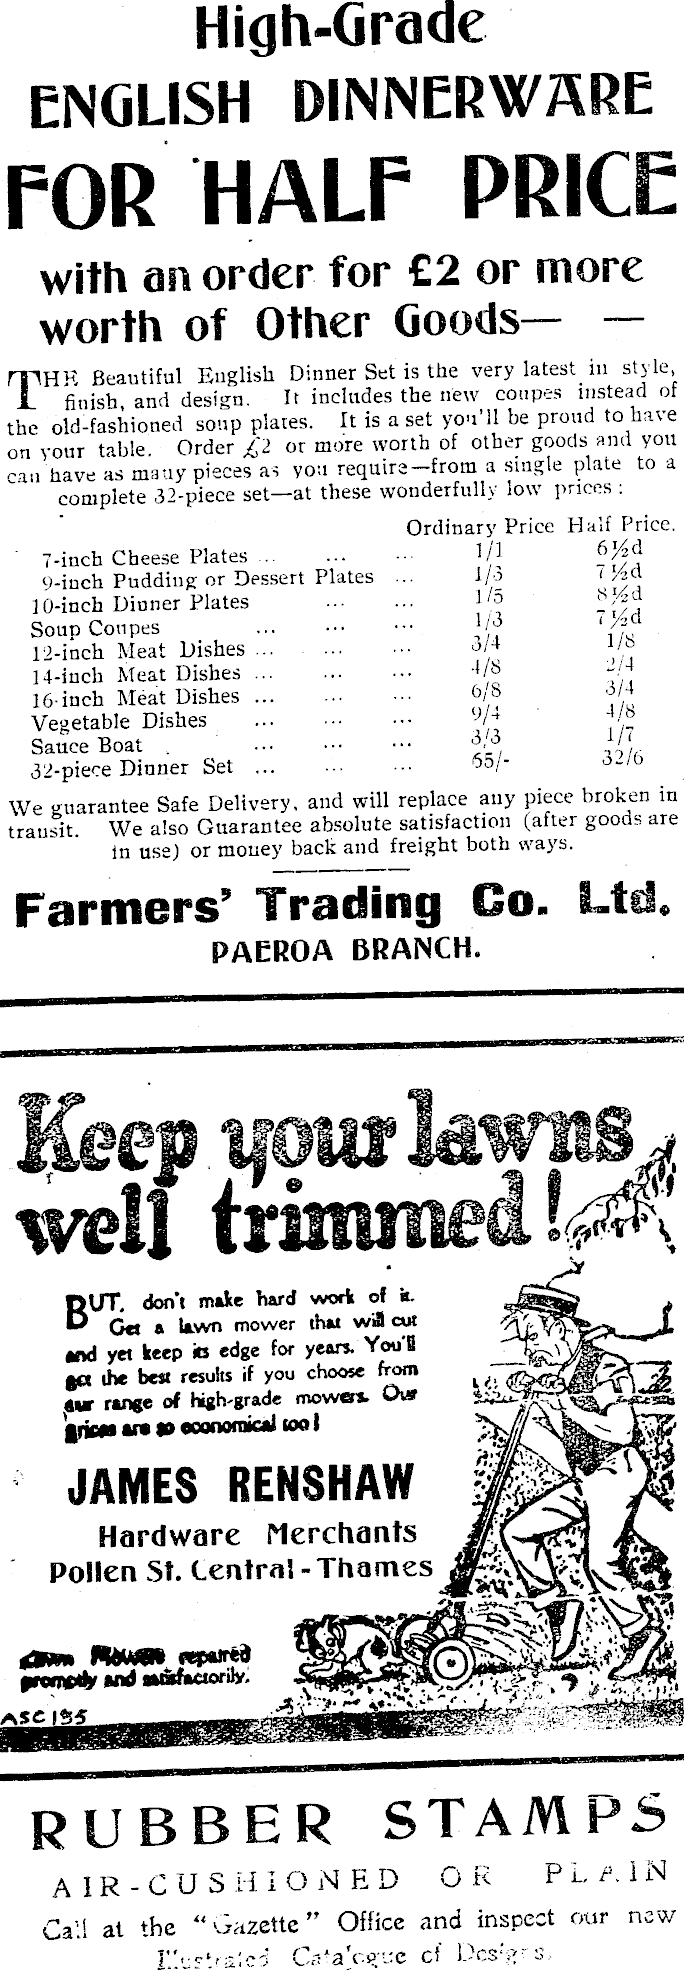 High-Grade
ENGLISH DINNERWARE
FOR HALF PRICE
with an order for £2 or more
worth of Other Goods— —
THE Beautiful English Dinner Set is the very latest in style,
finish, and design. It includes the new coupes instead of
the old-fashioned soup plates. It is a set you'll be proud to have
on your table. Order £2 or more worth of other goods and you
can have as many pieces as you require—from a single plate to a
complete 32-piece set—at these wonderfully low prices:
Ordinary Price Half Price.
7-inch Cheese Plates ... ... ... 1/1 6½d
9-inch Pudding or Dessert Plates ... 1/3 7½d
10-inch Dinner Plates ... ... 1/5 8½d
Soup Coupes ... ... ... 1/3 7½d
12-inch Meat Dishes ... ... ... 3/4 1/8
14-inch Meat Dishes ... ... ... 4/8 2/4
16-inch Meat Dishes ... ... ... 6/8 3/4
Vegetable Dishes ... ... ... 9/4 4/8
Sauce Boat . ... ... ... 3/3 1/7
32-piece Dinner Set ... ... ... 65/- 32/6
We guarantee Safe Delivery, and will replace any piece broken in
transit. We also Guarantee absolute satisfaction (after goods are
in use) or money back and freight both ways.
Farmers' Trading Co. Ltd.
PAEROA BRANCH.
Keep your lawns
well trimmed!
BUT, don't make hard work of it.
Get a lawn mower that will cut
and yet keep its edge for years. You'll
get the best results if you choose from
our range of high-grade mowers. Our
prices are so economical too!
JAMES RENSHAW
Hardware Merchants
Pollen St. Central - Thames
Lawn Mowers repaired
promptly and satisfactorily.
ASC195
RUBBER STAMPS
AIR-CUSHIONED OR PLAIN
Call at the "Gazette" Office and inspect our new
Illustrated Catalogue of Designs.